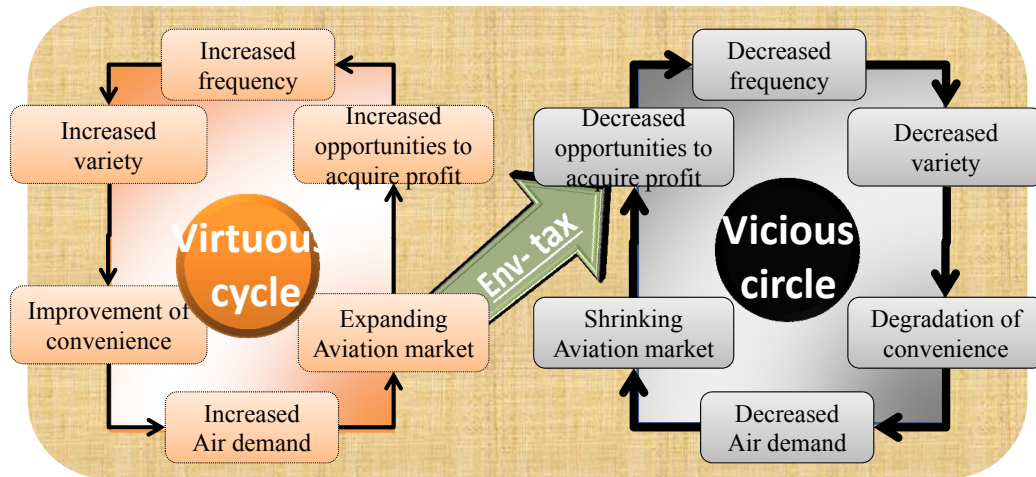 Increased
frequency
Increased
variety
Increased
opportunities to
acquire profit
Virtuous
cycle
Improvement of
convenience
Expanding
Aviation market
Increased
Air demand
Env- tax
Decreased
frequency
Decreased
opportunities to
acquire profit
Decreased
variety
Vicious
circle
Shrinking
Aviation market
Degradation of
convenience
Decreased
Air demand